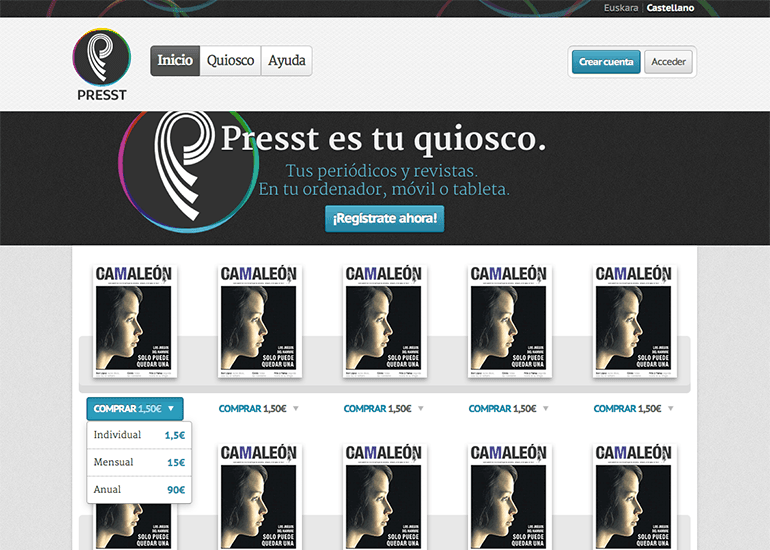 Euskara | Castellano
PRESST
Inicio Quiosco Ayuda
Crear cuenta Acceder
Presst es tu quiosco.
Tus periódicos y revistas.
En tu ordenador, móvil o tableta.
¡Regístrate ahora!
CAMALEÓN CAMALEÓN CAMALEÓN CAMALEÓN CAMALEÓN
LOS JUEGOS LOS JUEGOS LOS JUEGOS LOS JUEGOS LOS JUEGOS
DEL HAMBRE DEL HAMBRE DEL HAMBRE DEL HAMBRE DEL HAMBRE
SOLO PUEDE SOLO PUEDE SOLO PUEDE SOLO PUEDE SOLO PUEDE
QUEDAR UNA QUEDAR UNA QUEDAR UNA QUEDAR UNA QUEDAR UNA
COMPRAR 1,50€ ▼ COMPRAR 1,50€ ▼ COMPRAR 1,50€ ▼ COMPRAR 1,50€ ▼ COMPRAR 1,50€ ▼
Individual 1,5€
Mensual 15€
Anual 90€
CAMALEÓN CAMALEÓN CAMALEÓN CAMALEÓN
LOS JUEGOS LOS JUEGOS LOS JUEGOS LOS JUEGOS LOS JUEGOS
DEL HAMBRE DEL HAMBRE DEL HAMBRE DEL HAMBRE DEL HAMBRE
SOLO PUEDE SOLO PUEDE SOLO PUEDE SOLO PUEDE SOLO PUEDE
QUEDAR UNA QUEDAR UNA QUEDAR UNA QUEDAR UNA QUEDAR UNA